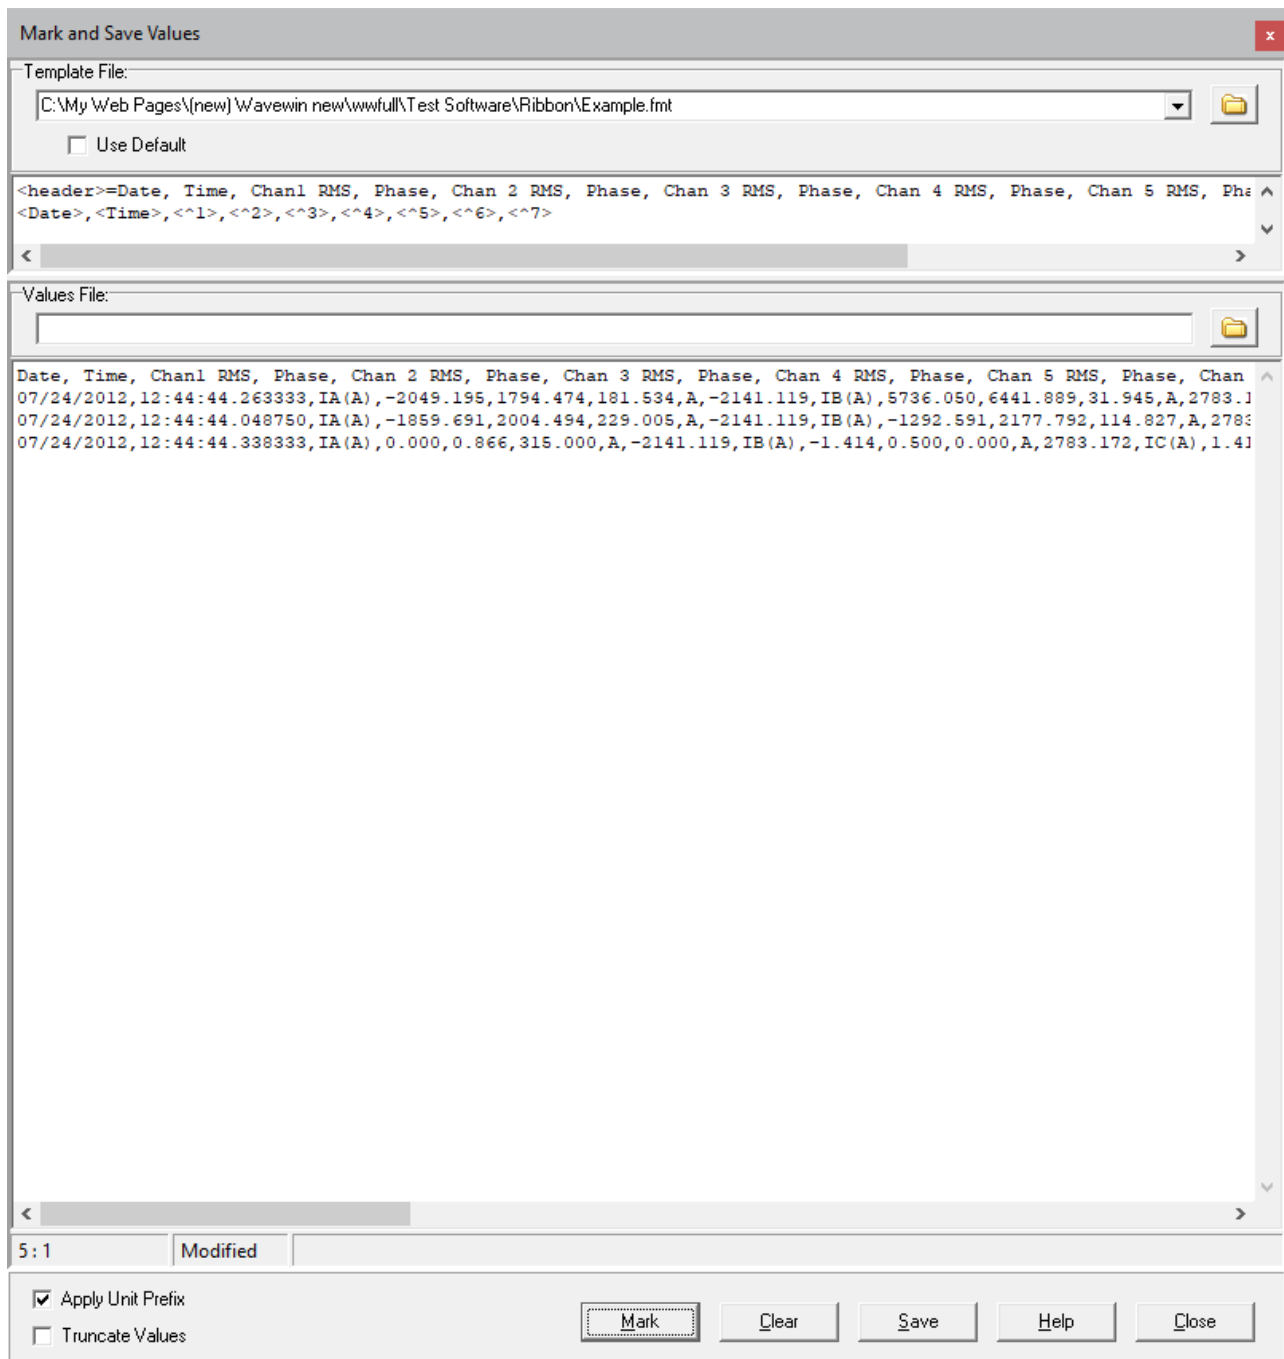 Mark and Save Values
x
Template File:
C:\My Web Pages\(new) Wavewin new\wwfull\Test Software\Ribbon\Example.fmt
Use Default
<header>=Date, Time, Chan1 RMS, Phase, Chan 2 RMS, Phase, Chan 3 RMS, Phase, Chan 4 RMS, Phase, Chan 5 RMS, Pha
<Date>,<Time>,<^1>,<^2>,<^3>,<^4>,<^5>,<^6>,<^7>
Values File:
Date, Time, Chan1 RMS, Phase, Chan 2 RMS, Phase, Chan 3 RMS, Phase, Chan 4 RMS, Phase, Chan 5 RMS, Phase, Chan
07/24/2012,12:44:44.263333,IA(A),-2049.195,1794.474,181.534,A,-2141.119,IB(A),5736.050,6441.889,31.945,A,2783.1
07/24/2012,12:44:44.048750,IA(A),-1859.691,2004.494,229.005,A,-2141.119,IB(A),-1292.591,2177.792,114.827,A,2783
07/24/2012,12:44:44.338333,IA(A),0.000,0.866,315.000,A,-2141.119,IB(A),-1.414,0.500,0.000,A,2783.172,IC(A),1.41
5 : 1 Modified
Apply Unit Prefix
Truncate Values
Mark Clear Save Help Close